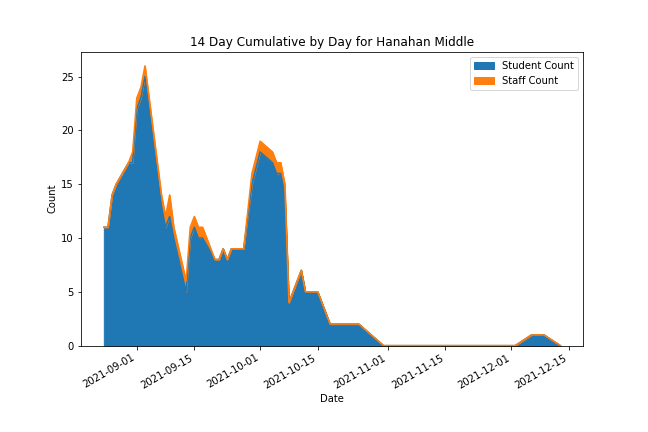 14 Day Cumulative by Day for Hanahan Middle
Student Count
Staff Count
25
20
15
10
5
0
Count
2021-09-01
2021-09-15
2021-10-01
2021-10-15
2021-11-01
2021-11-15
2021-12-01
2021-12-15
Date